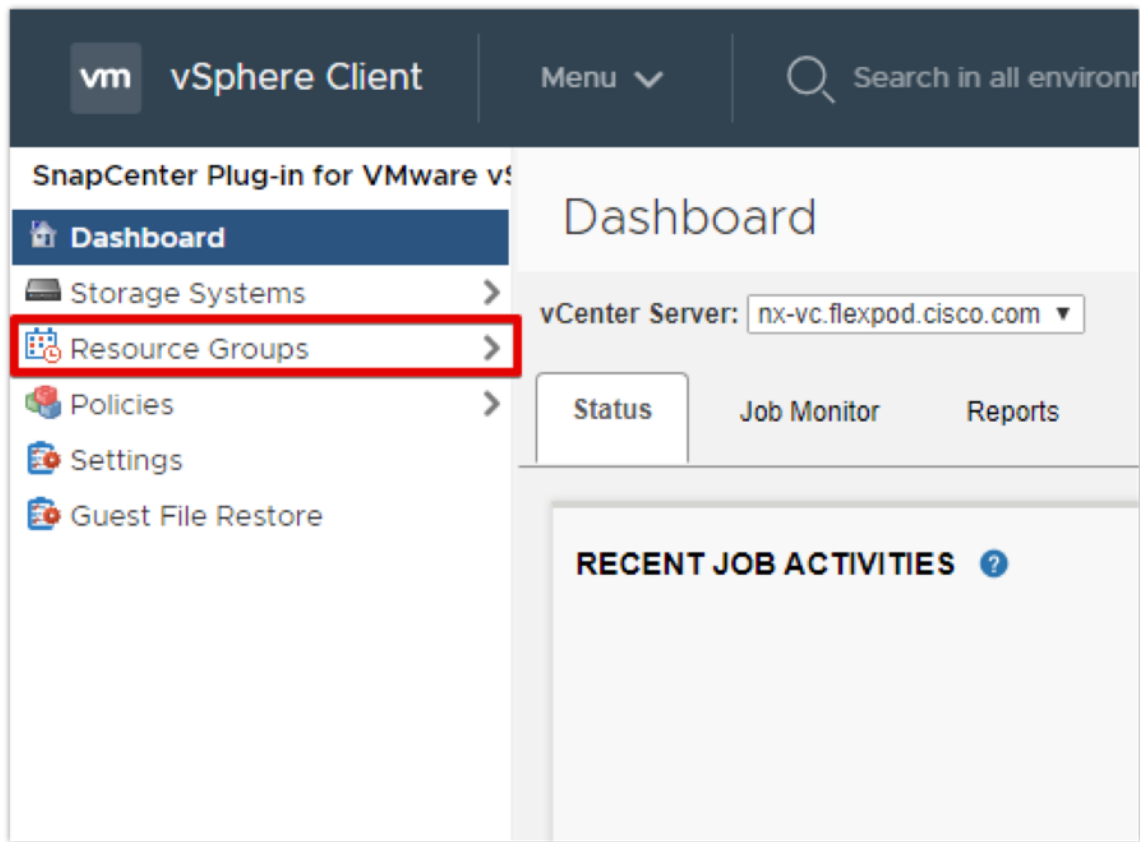 vm vSphere Client Menu Search in all
SnapCenter Plug-in for VMware
Dashboard
Storage Systems
Resource Groups
Policies
Settings
Guest File Restore
Dashboard
vCenter Server: nx-vc.flexpod.cisco.com
Status Job Monitor Reports
RECENT JOB ACTIVITIES ?